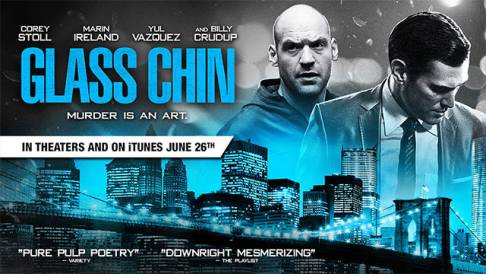 COREY STOLL MARIN IRELAND YUL VAZQUEZ AND BILLY CRUDUP
GLASS CHIN
MURDER IS AN ART.
IN THEATERS AND ON iTUNES JUNE 26TH
"PURE PULP POETRY"
– VARIETY
"DOWNRIGHT MESMERIZING"
– THE PLAYLIST